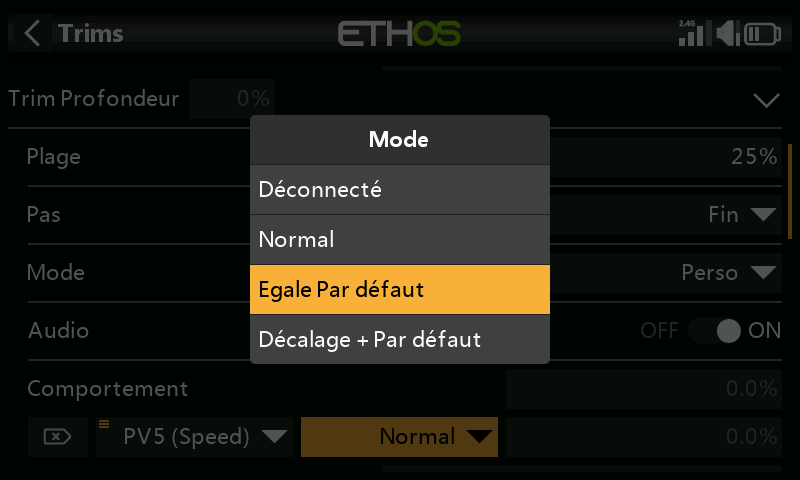 Trims
ETHOS
2.4G
Trim Profondeur 0%
Mode
Déconnecté
Normal
Egale Par défaut
Décalage + Par défaut
Plage 25%
Pas Fin
Mode Perso
Audio OFF ON
Comportement 0.0%
PV5 (Speed) Normal 0.0%